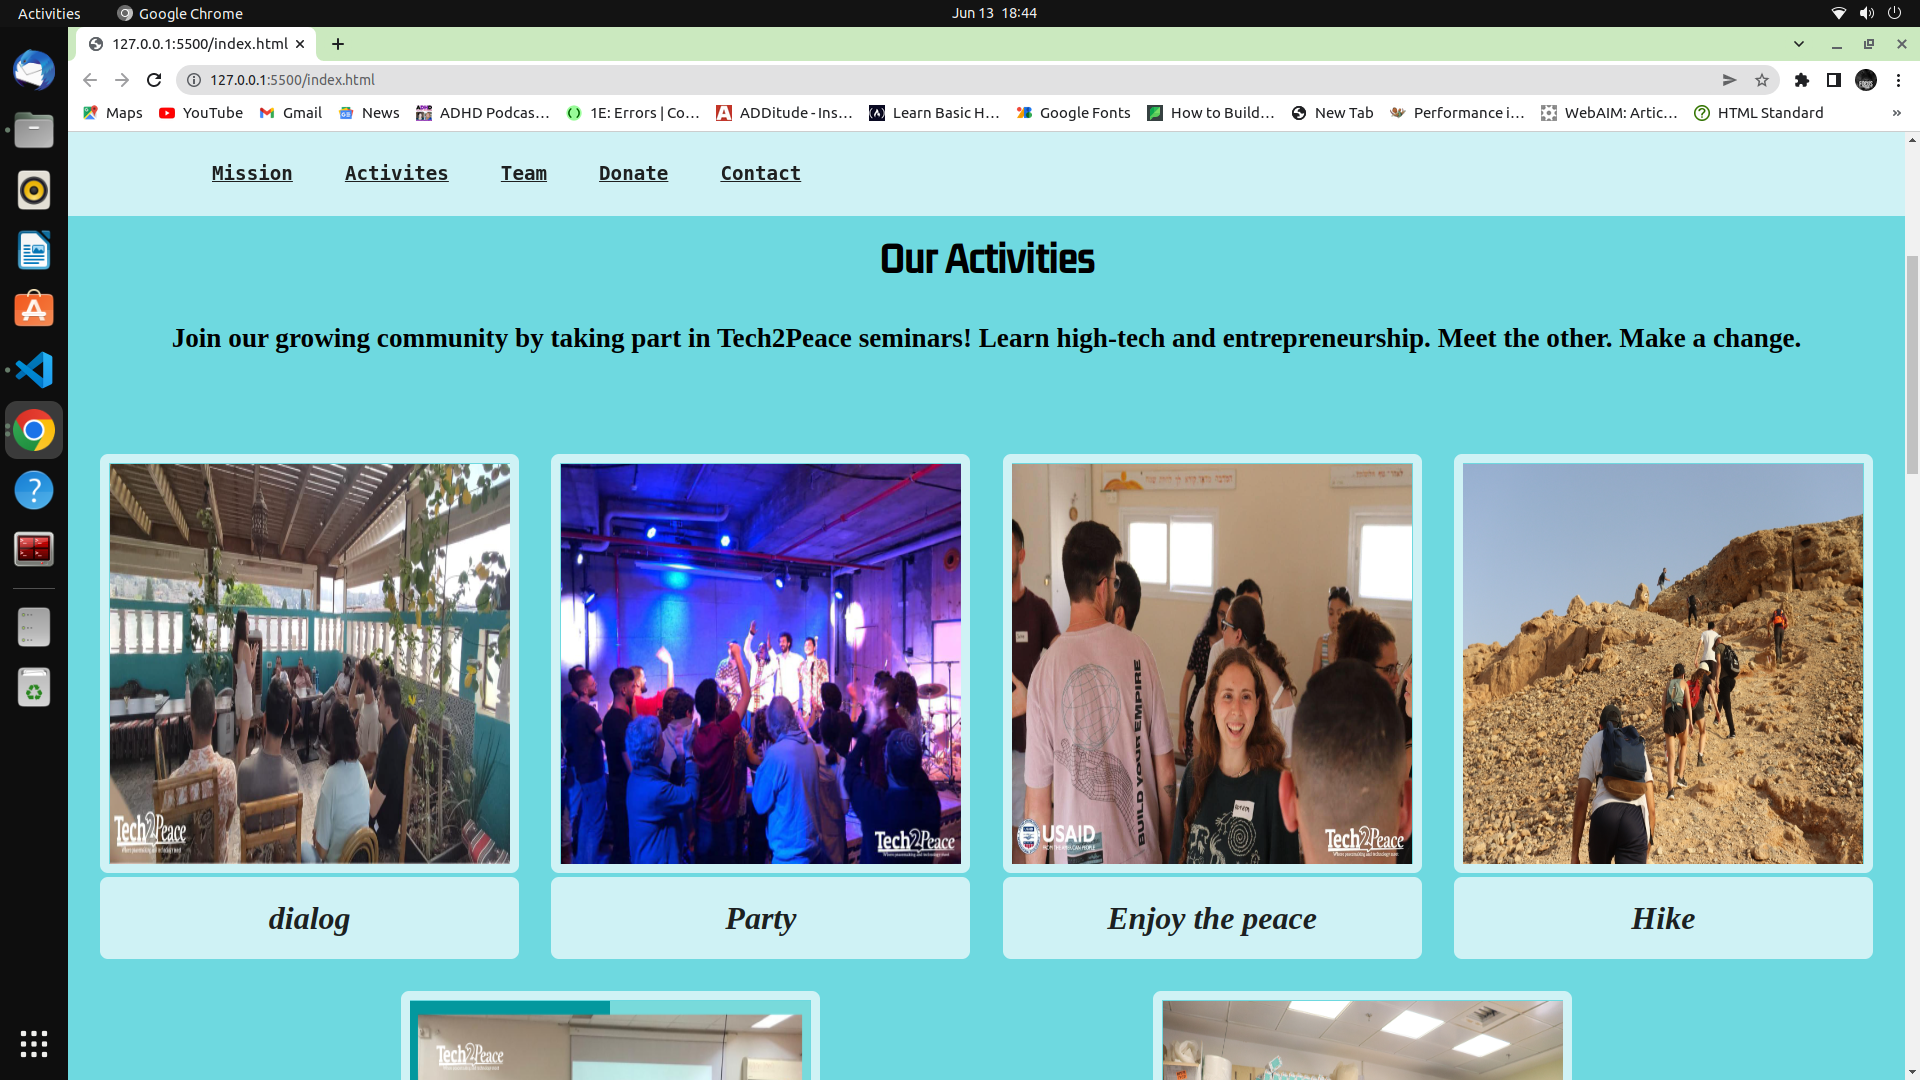 Activities Google Chrome Jun 13 18:44
127.0.0.1:5500/index.html
127.0.0.1:5500/index.html
Maps YouTube Gmail News ADHD Podcas… 1E: Errors | Co… ADDitude - Ins… Learn Basic H… Google Fonts How to Build… New Tab Performance i… WebAIM: Artic… HTML Standard »
Mission Activites Team Donate Contact
Our Activities
Join our growing community by taking part in Tech2Peace seminars! Learn high-tech and entrepreneurship. Meet the other. Make a change.
BUILD YOUR EMPIRE
Tech2Peace
Tech2Peace
USAID
FROM THE AMERICAN PEOPLE
Tech2Peace
dialog Party Enjoy the peace Hike
Tech2Peace